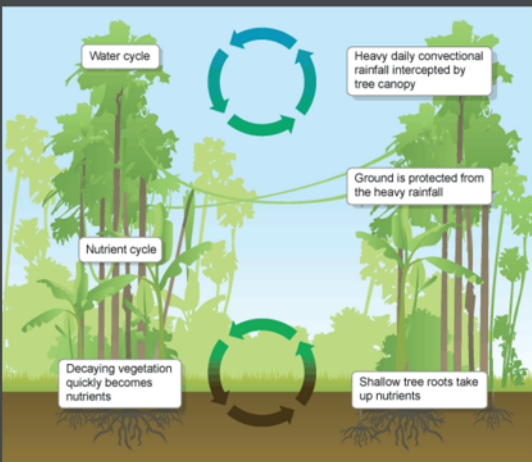 Water cycle
Heavy daily convectional
rainfall intercepted by
tree canopy
Ground is protected from
the heavy rainfall
Nutrient cycle
Decaying vegetation
quickly becomes
nutrients
Shallow tree roots take
up nutrients